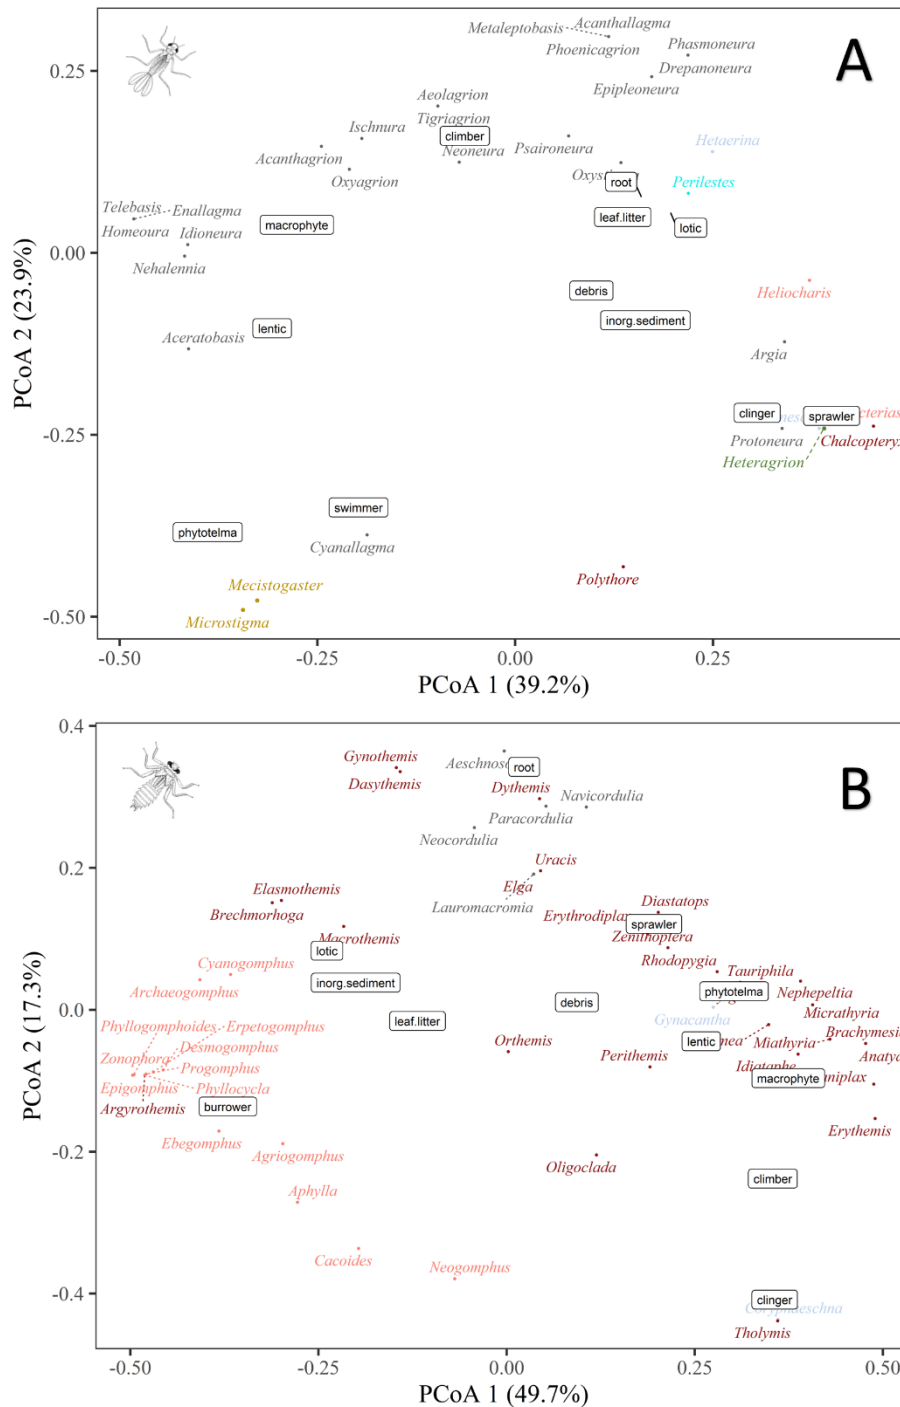 A
Metaleptobasis Acanthallagma
Phoenicagrion Phasmoneura
Drepanoneura
0.25
Epipleoneura
Aeolagrion
Ischnura Tigriagrion
climber Hetaerina
Acanthagrion Neoneura Psaironeura
Oxyagrion
root Perilestes
Telebasis Enallagma macrophyte leaf.litter lotic
Homeoura Idioneura
0.00
Nehalennia
debris Heliocharis
lentic inorg.sediment
Aceratobasis Argia
PCoA 2 (23.9%)
clinger sprawler
-0.25
Protoneura Chalcopteryx
Heteragrion
swimmer
phytotelma
Cyanallagma
Mecistogaster Polythore
-0.50
Microstigma
-0.50 -0.25 0.00 0.25
PCoA 1 (39.2%)
0.4
B
Gynothemis root
Dasythemis Dythemis Navicordulia
Paracordulia
Neocordulia
0.2
Uracis
Elasmothemis Elga
Brechmorhoga Lauromacromia Diastatops
Macrothemis sprawler
lotic Zenithoptera
Cyanogomphus Rhodopygia Tauriphila
Archaeogomphus inorg.sediment phytotelma Nephepeltia
0.0
debris Micrathyria
leaf.litter Gynacantha
Phyllogomphoides Erpetogomphus lentic Miathyria
Desmogomphus Orthemis
Zonophora Progomphus Perithemis
Epigomphus Phyllocycla macrophyte
Argyrothemis burrower
Ebegomphus Erythemis
Agriogomphus
-0.2
Oligoclada
Aphylla climber
Cacoides Neogomphus
-0.4
clinger
Tholymis
PCoA 2 (17.3%)
-0.50 -0.25 0.00 0.25 0.50
PCoA 1 (49.7%)